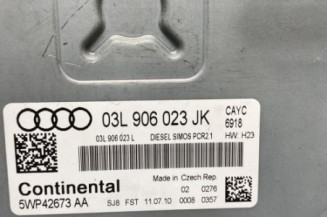 03L 906 023 JK
CAYC
6918
03L 906 023 L DIESEL SIMOS PCR2.1 HW: H23
Made in Czech Rep.
Continental
02 0276
5WP42673 AA SJ8 FST 11.07.10 0008 0357